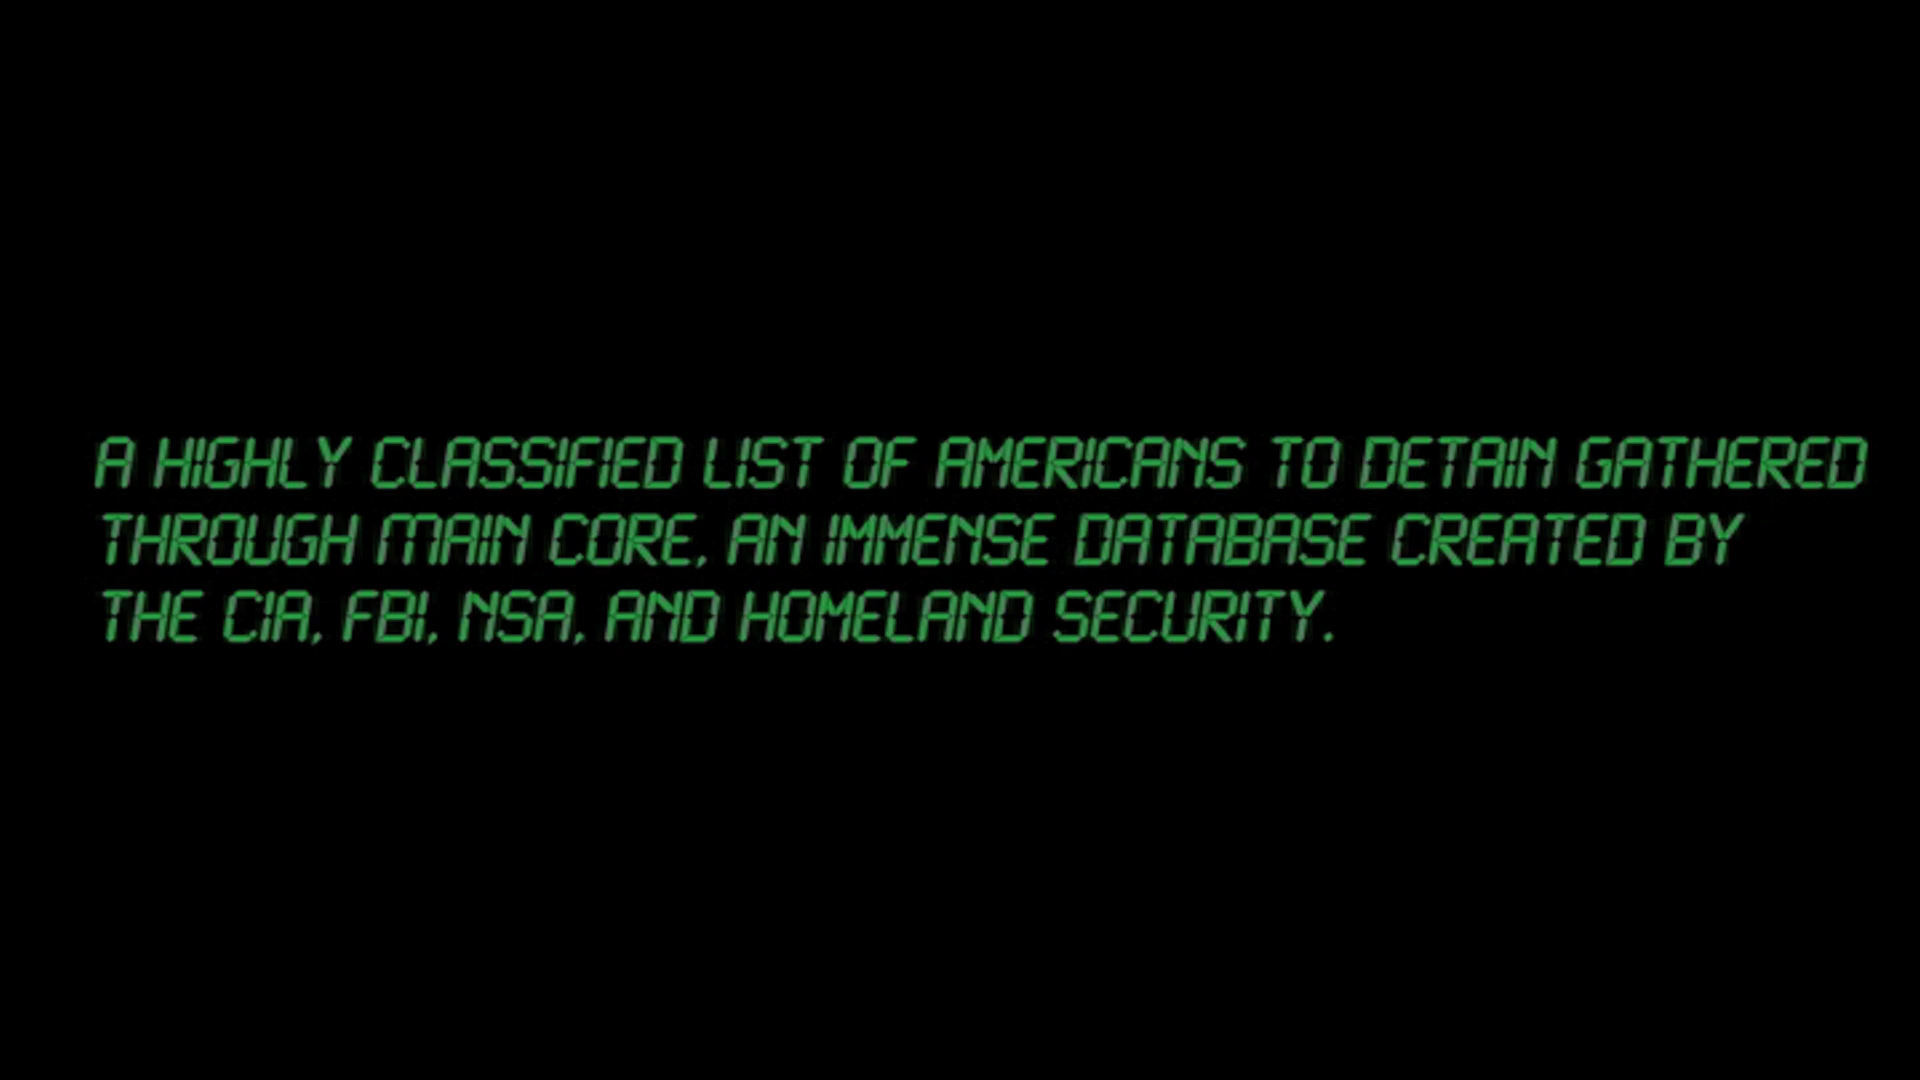 A HIGHLY CLASSIFIED LIST OF AMERICANS TO DETAIN GATHERED
THROUGH MAIN CORE, AN IMMENSE DATABASE CREATED BY
THE CIA, FBI, NSA, AND HOMELAND SECURITY.